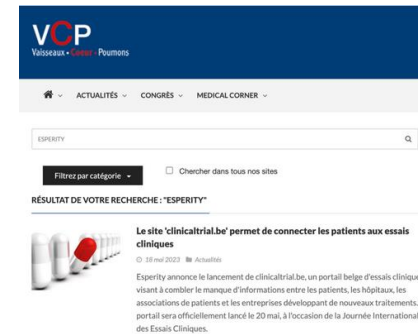 VCP
Vaisseaux • Coeur • Poumons
ACTUALITÉS CONGRÈS MEDICAL CORNER
ESPERITY
Filtrez par catégorie Chercher dans tous nos sites
RÉSULTAT DE VOTRE RECHERCHE : "ESPERITY"
Le site 'clinicaltrial.be' permet de connecter les patients aux essais
cliniques
18 mai 2023 Actualités
Esperity annonce le lancement de clinicaltrial.be, un portail belge d'essais clinique
visant à combler le manque d'informations entre les patients, les hôpitaux, les
associations de patients et les entreprises développant de nouveaux traitements.
portail sera officiellement lancé le 20 mai, à l'occasion de la Journée International
des Essais Cliniques.